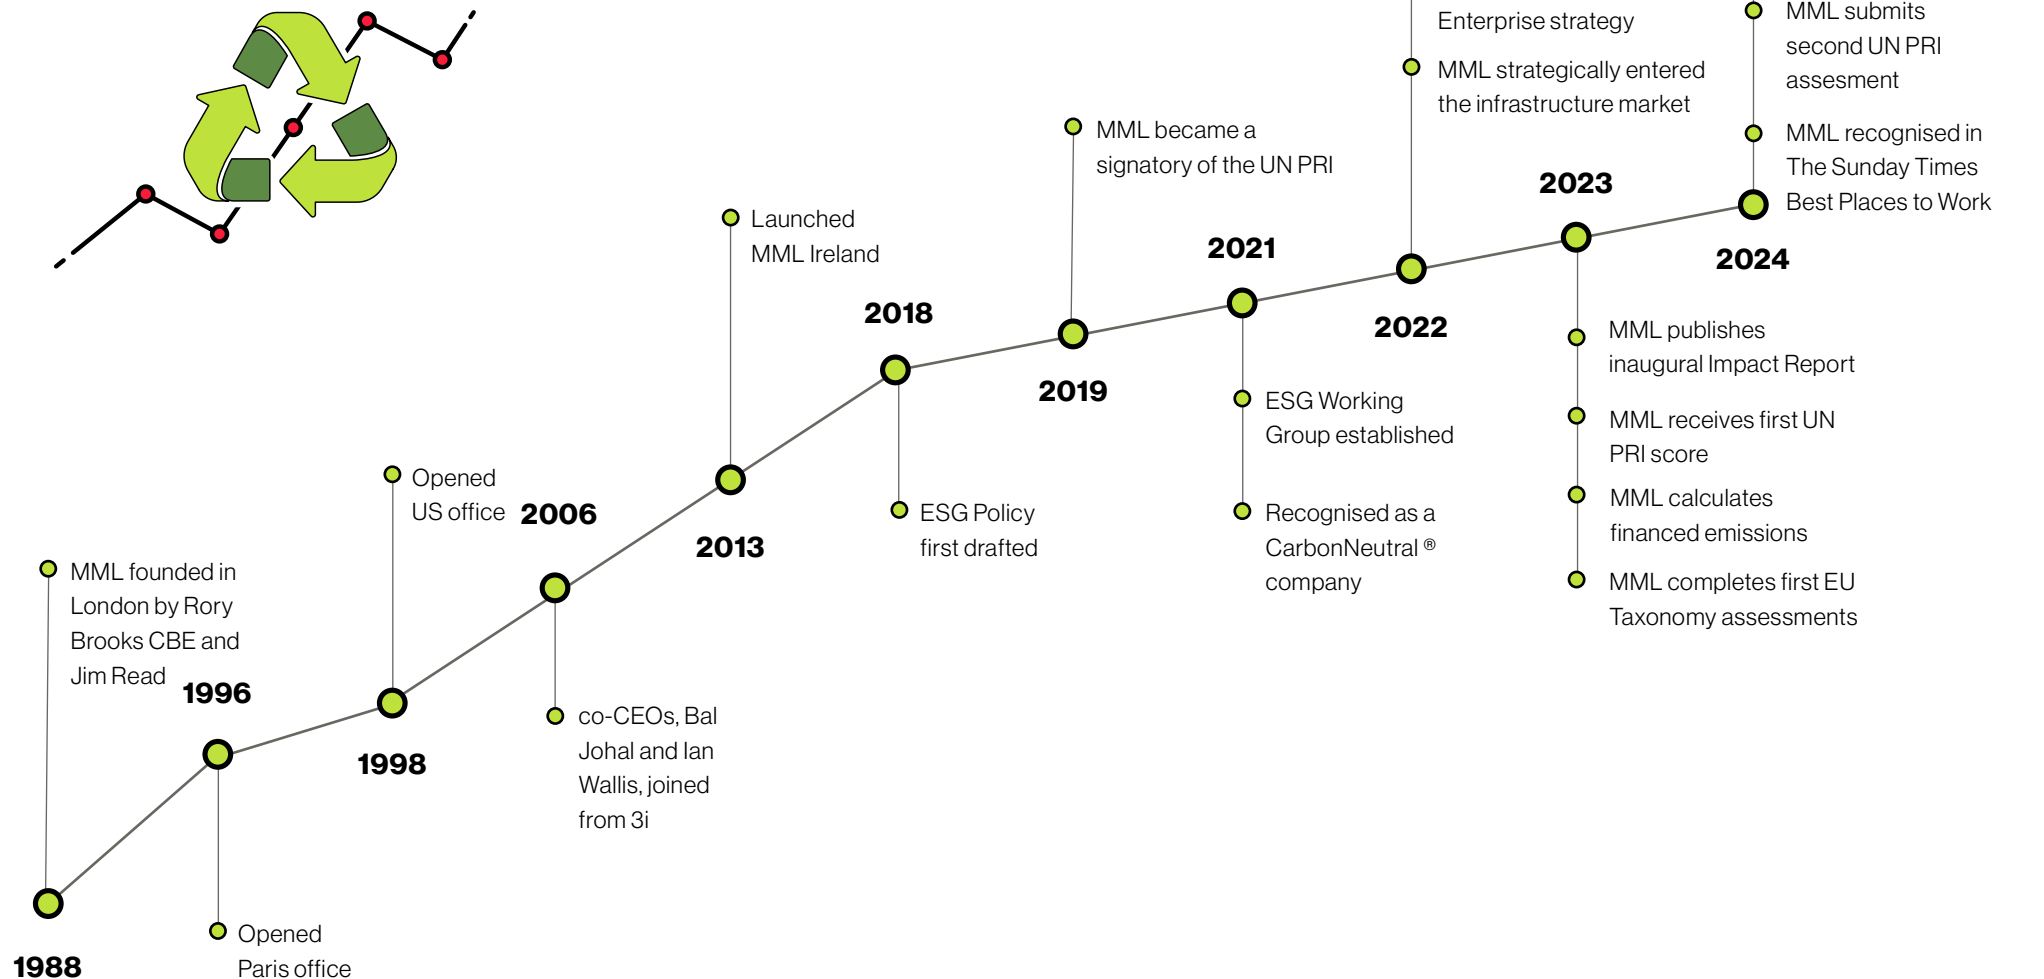 1988
MML founded in
London by Rory
Brooks CBE and
Jim Read
1996
Opened
Paris office
1998
Opened
US office
2006
co-CEOs, Bal
Johal and Ian
Wallis, joined
from 3i
2013
Launched
MML Ireland
2018
ESG Policy
first drafted
2019
MML became a
signatory of the UN PRI
2021
ESG Working
Group established
Recognised as a
CarbonNeutral ®
company
2022
Enterprise strategy
MML strategically entered
the infrastructure market
2023
MML publishes
inaugural Impact Report
MML receives first UN
PRI score
MML calculates
financed emissions
MML completes first EU
Taxonomy assessments
2024
MML submits
second UN PRI
assesment
MML recognised in
The Sunday Times
Best Places to Work